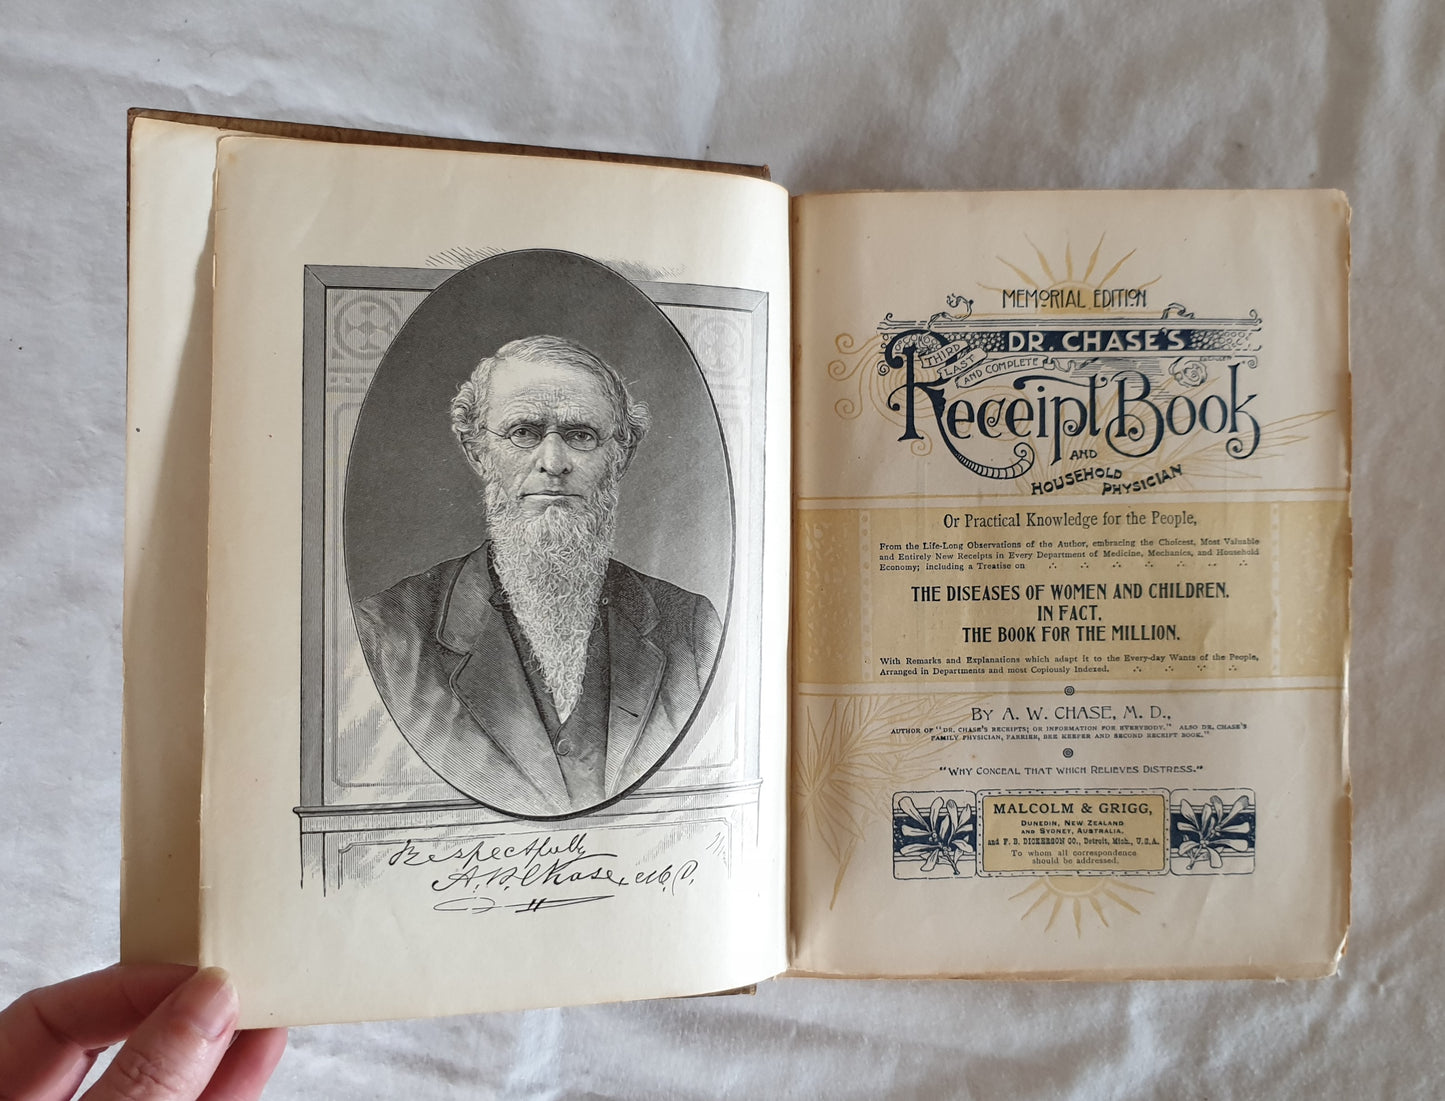 Respectfully
A. W. Chase, M. D.
MEMORIAL EDITION
DR. CHASE'S
THIRD
LAST
AND COMPLETE
Receipt Book
AND
HOUSEHOLD
PHYSICIAN
Or Practical Knowledge for the People,
From the Life-Long Observations of the Author, embracing the Choicest, Most Valuable
and Entirely New Receipts in Every Department of Medicine, Mechanics, and Household
Economy; including a Treatise on
THE DISEASES OF WOMEN AND CHILDREN.
IN FACT,
THE BOOK FOR THE MILLION.
With Remarks and Explanations which adapt it to the Every-day Wants of the People,
Arranged in Departments and most Copiously Indexed.
BY A. W. CHASE, M. D.,
AUTHOR OF "DR. CHASE'S RECEIPTS; OR INFORMATION FOR EVERYBODY." ALSO DR. CHASE'S
FAMILY PHYSICIAN, FARRIER, BEE KEEPER AND SECOND RECEIPT BOOK."
"WHY CONCEAL THAT WHICH RELIEVES DISTRESS."
MALCOLM & GRIGG,
DUNEDIN, NEW ZEALAND
AND SYDNEY, AUSTRALIA.
and F. B. DICKERSON CO., Detroit, Mich., U.S.A.
To whom all correspondence
should be addressed.